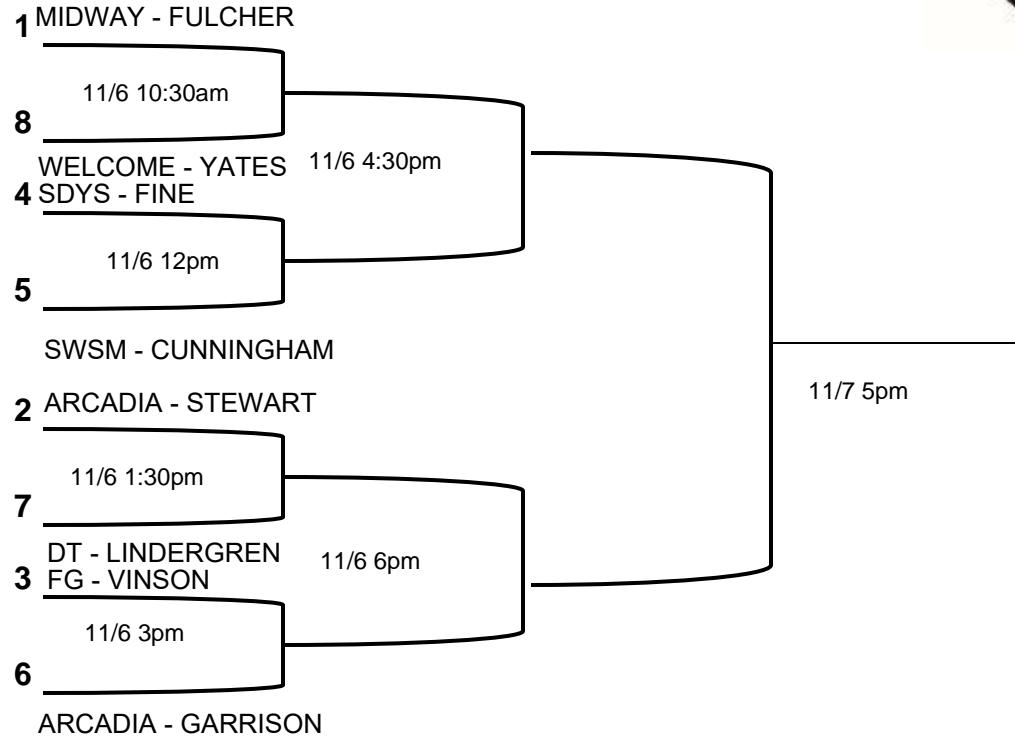 1 MIDWAY - FULCHER
11/6 10:30am
8
WELCOME - YATES
11/6 4:30pm
4 SDYS - FINE
11/6 12pm
5
SWSM - CUNNINGHAM
2 ARCADIA - STEWART
11/7 5pm
11/6 1:30pm
7
DT - LINDERGREN
11/6 6pm
3 FG - VINSON
11/6 3pm
6
ARCADIA - GARRISON